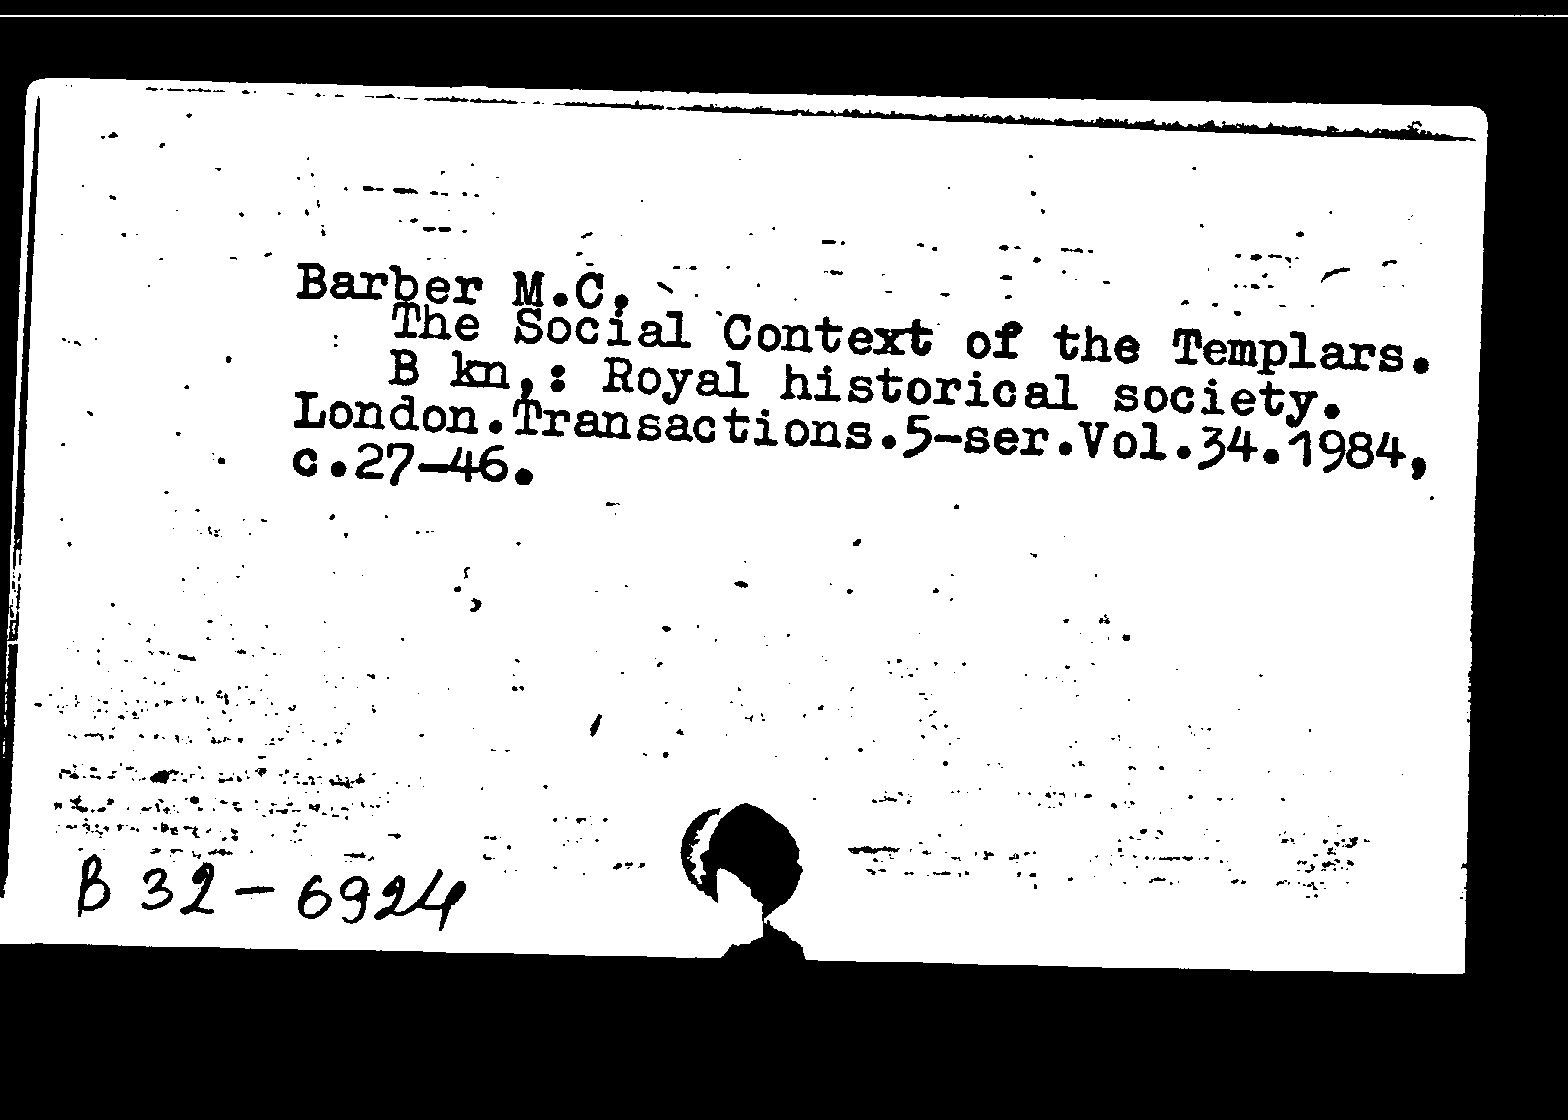 Barber M.C.
The Social Context of the Templars.
B kn,: Royal historical society.
London.Transactions.5-ser.Vol.34.1984,
c.27-46.
B 32-6924